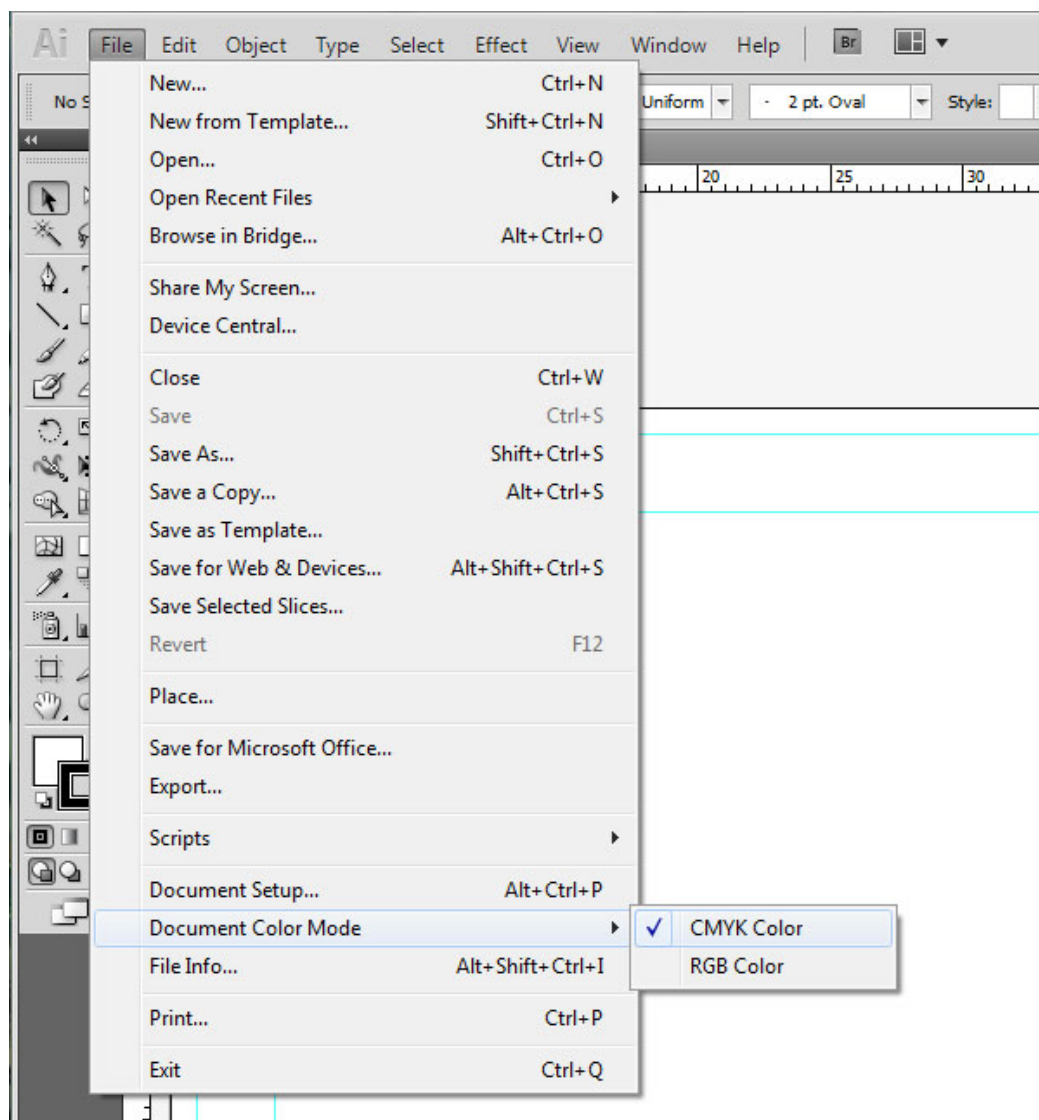 Ai File Edit Object Type Select Effect View Window Help Br
No S
Uniform 2 pt. Oval Style:
20 25 30
New... Ctrl+N
New from Template... Shift+Ctrl+N
Open... Ctrl+O
Open Recent Files
Browse in Bridge... Alt+Ctrl+O
Share My Screen...
Device Central...
Close Ctrl+W
Save Ctrl+S
Save As... Shift+Ctrl+S
Save a Copy... Alt+Ctrl+S
Save as Template...
Save for Web & Devices... Alt+Shift+Ctrl+S
Save Selected Slices...
Revert F12
Place...
Save for Microsoft Office...
Export...
Scripts
Document Setup... Alt+Ctrl+P
Document Color Mode
CMYK Color
RGB Color
File Info... Alt+Shift+Ctrl+I
Print... Ctrl+P
Exit Ctrl+Q